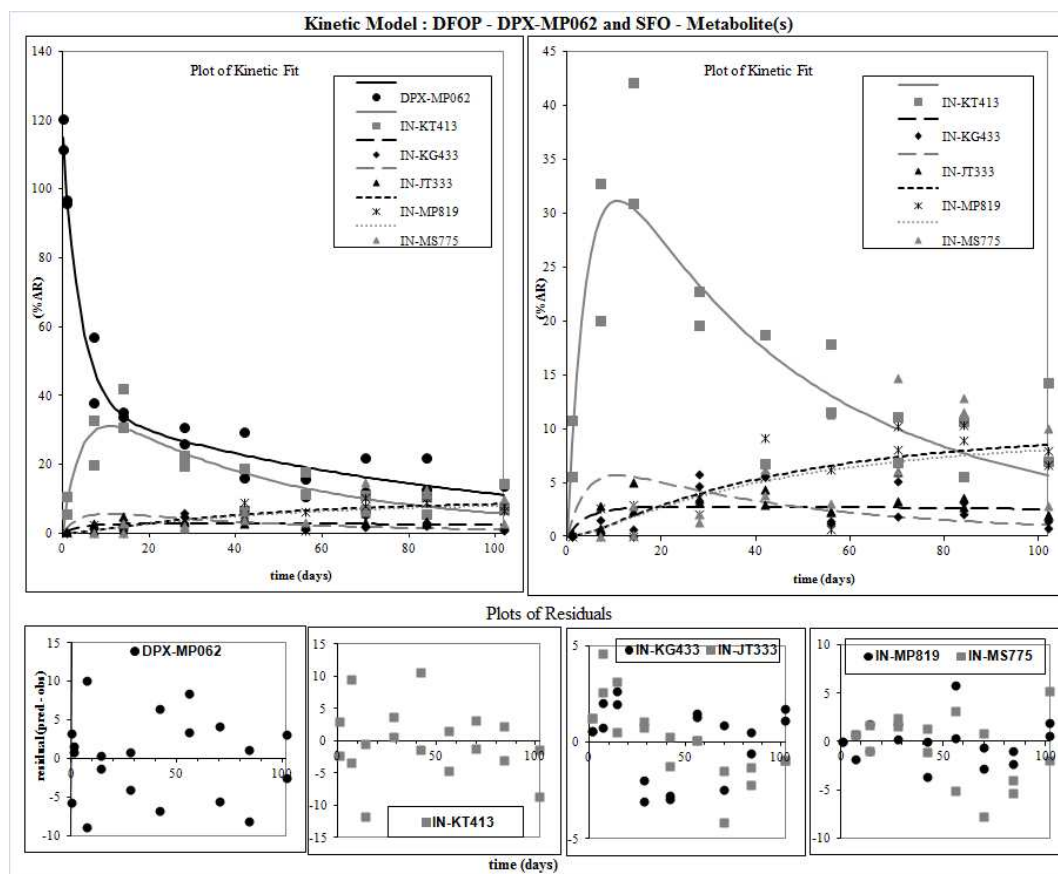 Kinetic Model : DFOP - DPX-MP062 and SFO - Metabolite(s)
140
120
100
80
60
40
20
0
(%AR)
Plot of Kinetic Fit
DPX-MP062
IN-KT413
IN-KG433
IN-JT333
IN-MP819
IN-MS775
0
20
40
60
80
100
time (days)
45
40
35
30
25
20
15
10
5
0
(%AR)
Plot of Kinetic Fit
IN-KT413
IN-KG433
IN-JT333
IN-MP819
IN-MS775
0
20
40
60
80
100
time (days)
Plots of Residuals
residual (pred - obs)
15
10
5
0
-5
-10
DPX-MP062
0
50
100
15
10
5
0
-5
-10
-15
0
50
100
IN-KT413
5
0
-5
IN-KG433 IN-JT333
0
50
100
10
5
0
-5
-10
IN-MP819 IN-MS775
0
50
100
time (days)